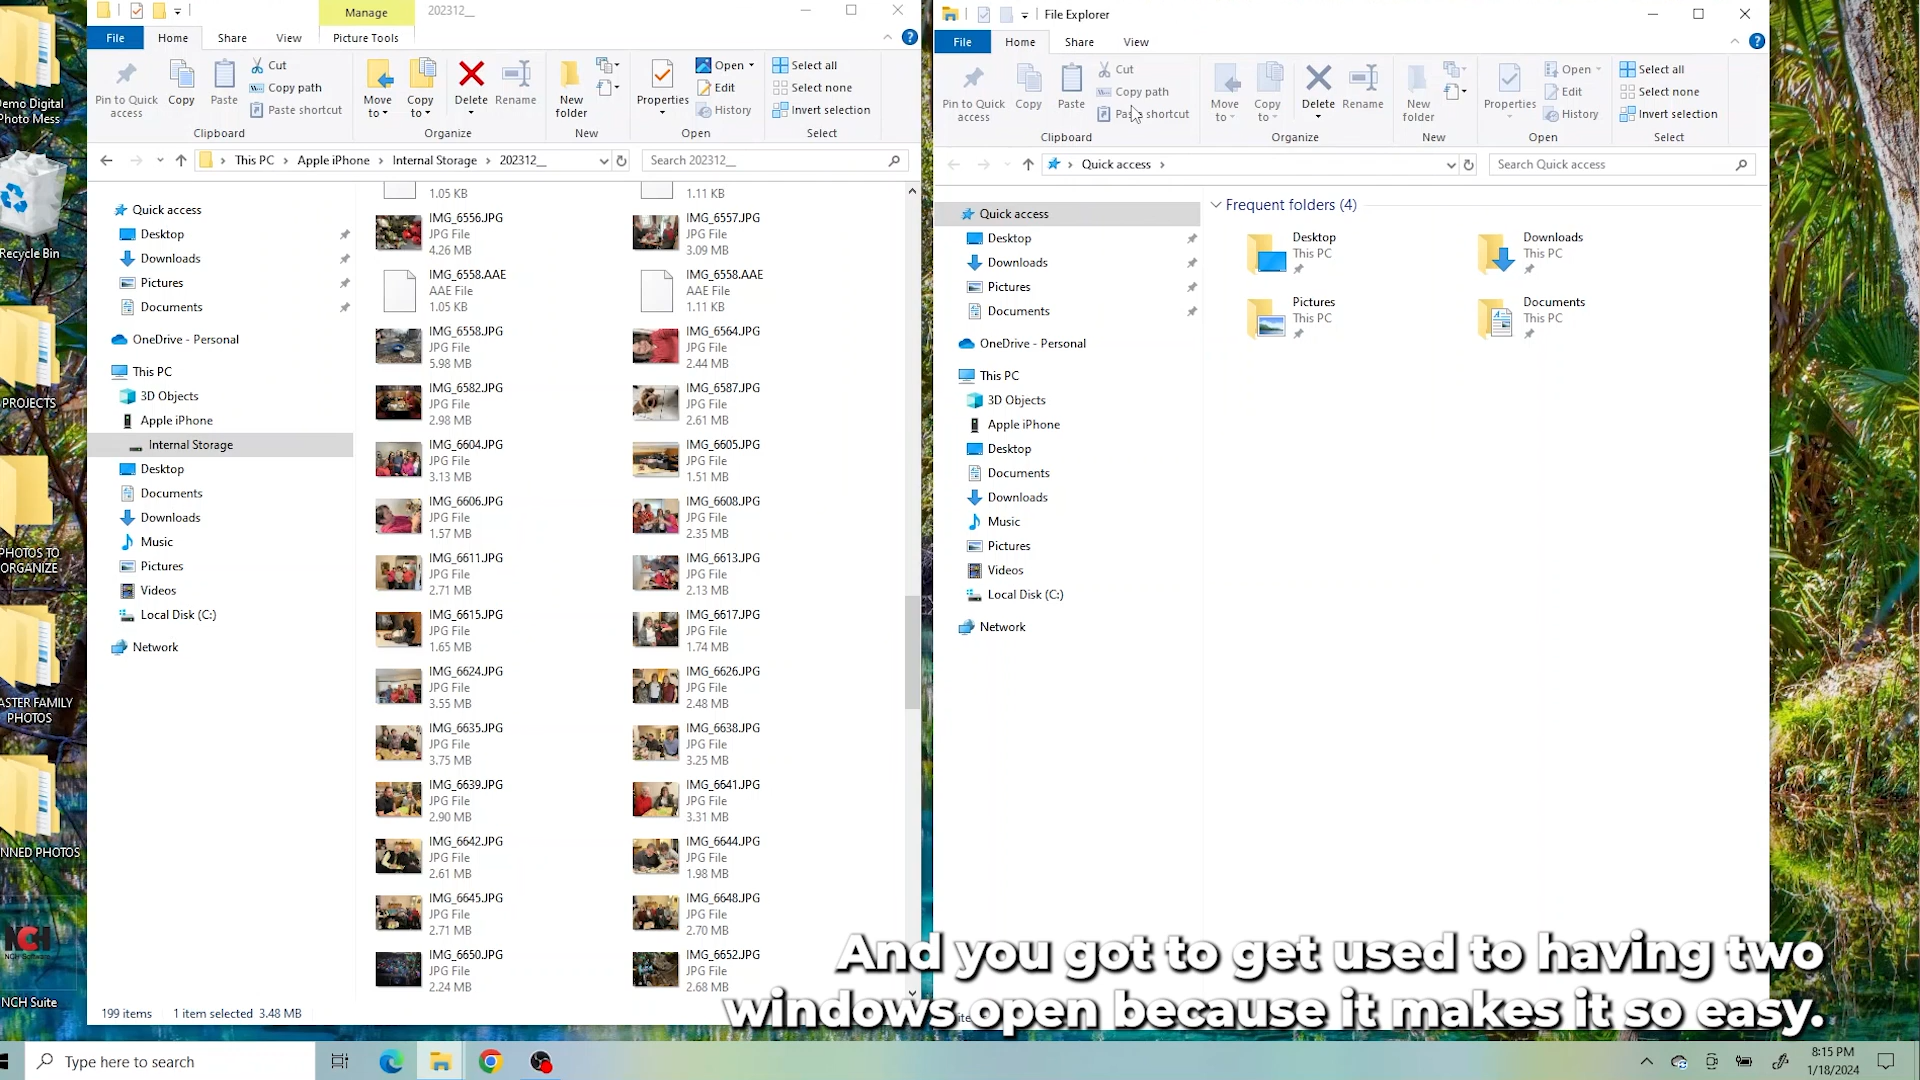 Demo Digital
Photo Mess
Recycle Bin
PROJECTS
PHOTOS TO
ORGANIZE
ASTER FAMILY
PHOTOS
NNED PHOTOS
NCH
NCH Software
NCH Suite
Manage
202312__
File
Home
Share
View
Picture Tools
Pin to Quick
access
Copy
Paste
Cut
Copy path
Paste shortcut
Clipboard
Move
to
Copy
to
Delete
Rename
Organize
New
folder
New
Properties
Open
Edit
History
Open
Select all
Select none
Invert selection
Select
This PC > Apple iPhone > Internal Storage > 202312__
Search 202312__
Quick access
Desktop
Downloads
Pictures
Documents
OneDrive - Personal
This PC
3D Objects
Apple iPhone
Internal Storage
Desktop
Documents
Downloads
Music
Pictures
Videos
Local Disk (C:)
Network
1.05 KB
1.11 KB
IMG_6556.JPG
JPG File
4.26 MB
IMG_6557.JPG
JPG File
3.09 MB
IMG_6558.AAE
AAE File
1.05 KB
IMG_6558.AAE
AAE File
1.11 KB
IMG_6558.JPG
JPG File
5.98 MB
IMG_6564.JPG
JPG File
2.44 MB
IMG_6582.JPG
JPG File
2.98 MB
IMG_6587.JPG
JPG File
2.61 MB
IMG_6604.JPG
JPG File
3.13 MB
IMG_6605.JPG
JPG File
1.51 MB
IMG_6606.JPG
JPG File
1.57 MB
IMG_6608.JPG
JPG File
2.35 MB
IMG_6611.JPG
JPG File
2.71 MB
IMG_6613.JPG
JPG File
2.13 MB
IMG_6615.JPG
JPG File
1.65 MB
IMG_6617.JPG
JPG File
1.74 MB
IMG_6624.JPG
JPG File
3.55 MB
IMG_6626.JPG
JPG File
2.48 MB
IMG_6635.JPG
JPG File
3.75 MB
IMG_6638.JPG
JPG File
3.25 MB
IMG_6639.JPG
JPG File
2.90 MB
IMG_6641.JPG
JPG File
3.31 MB
IMG_6642.JPG
JPG File
2.61 MB
IMG_6644.JPG
JPG File
1.98 MB
IMG_6645.JPG
JPG File
2.71 MB
IMG_6648.JPG
JPG File
2.70 MB
IMG_6650.JPG
JPG File
2.24 MB
IMG_6652.JPG
JPG File
2.68 MB
199 items
1 item selected 3.48 MB
File Explorer
File
Home
Share
View
Pin to Quick
access
Copy
Paste
Cut
Copy path
Paste shortcut
Clipboard
Move
to
Copy
to
Delete
Rename
Organize
New
folder
New
Properties
Open
Edit
History
Open
Select all
Select none
Invert selection
Select
Quick access >
Search Quick access
Quick access
Desktop
Downloads
Pictures
Documents
OneDrive - Personal
This PC
3D Objects
Apple iPhone
Desktop
Documents
Downloads
Music
Pictures
Videos
Local Disk (C:)
Network
Frequent folders (4)
Desktop
This PC
Downloads
This PC
Pictures
This PC
Documents
This PC
And you got to get used to having two
windows open because it makes it so easy.
Type here to search
8:15 PM
1/18/2024